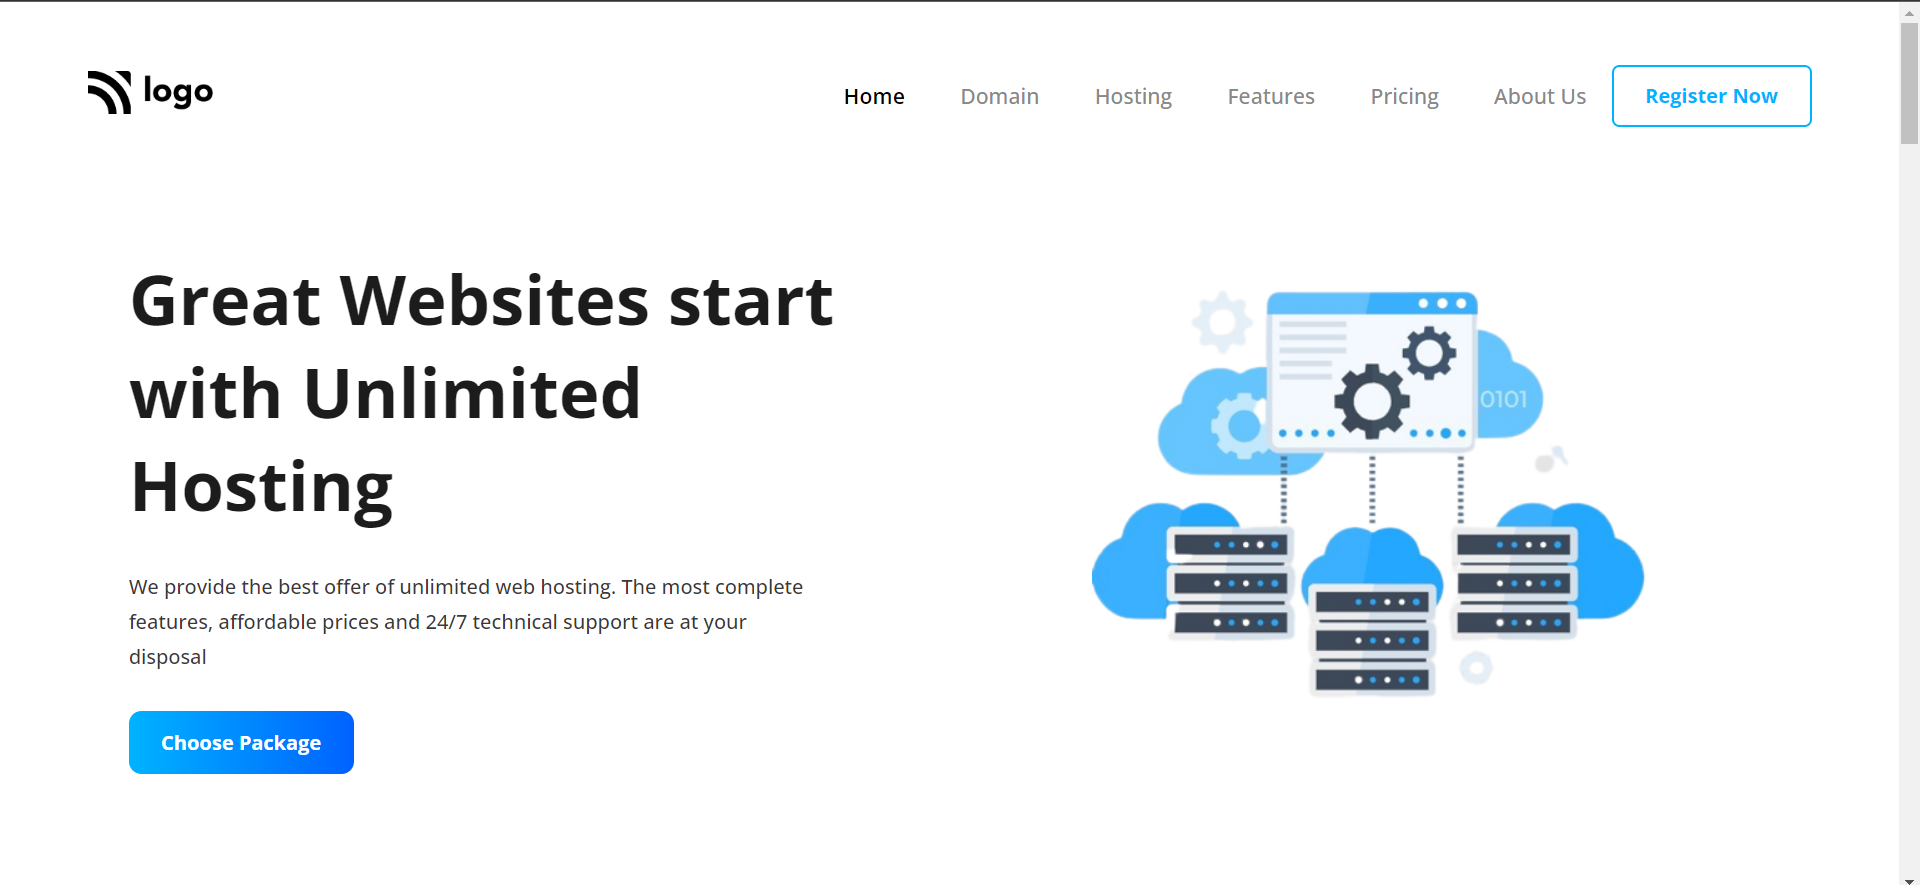 logo
Home Domain Hosting Features Pricing About Us Register Now
Great Websites start
with Unlimited
Hosting
0101
We provide the best offer of unlimited web hosting. The most complete
features, affordable prices and 24/7 technical support are at your
disposal
Choose Package